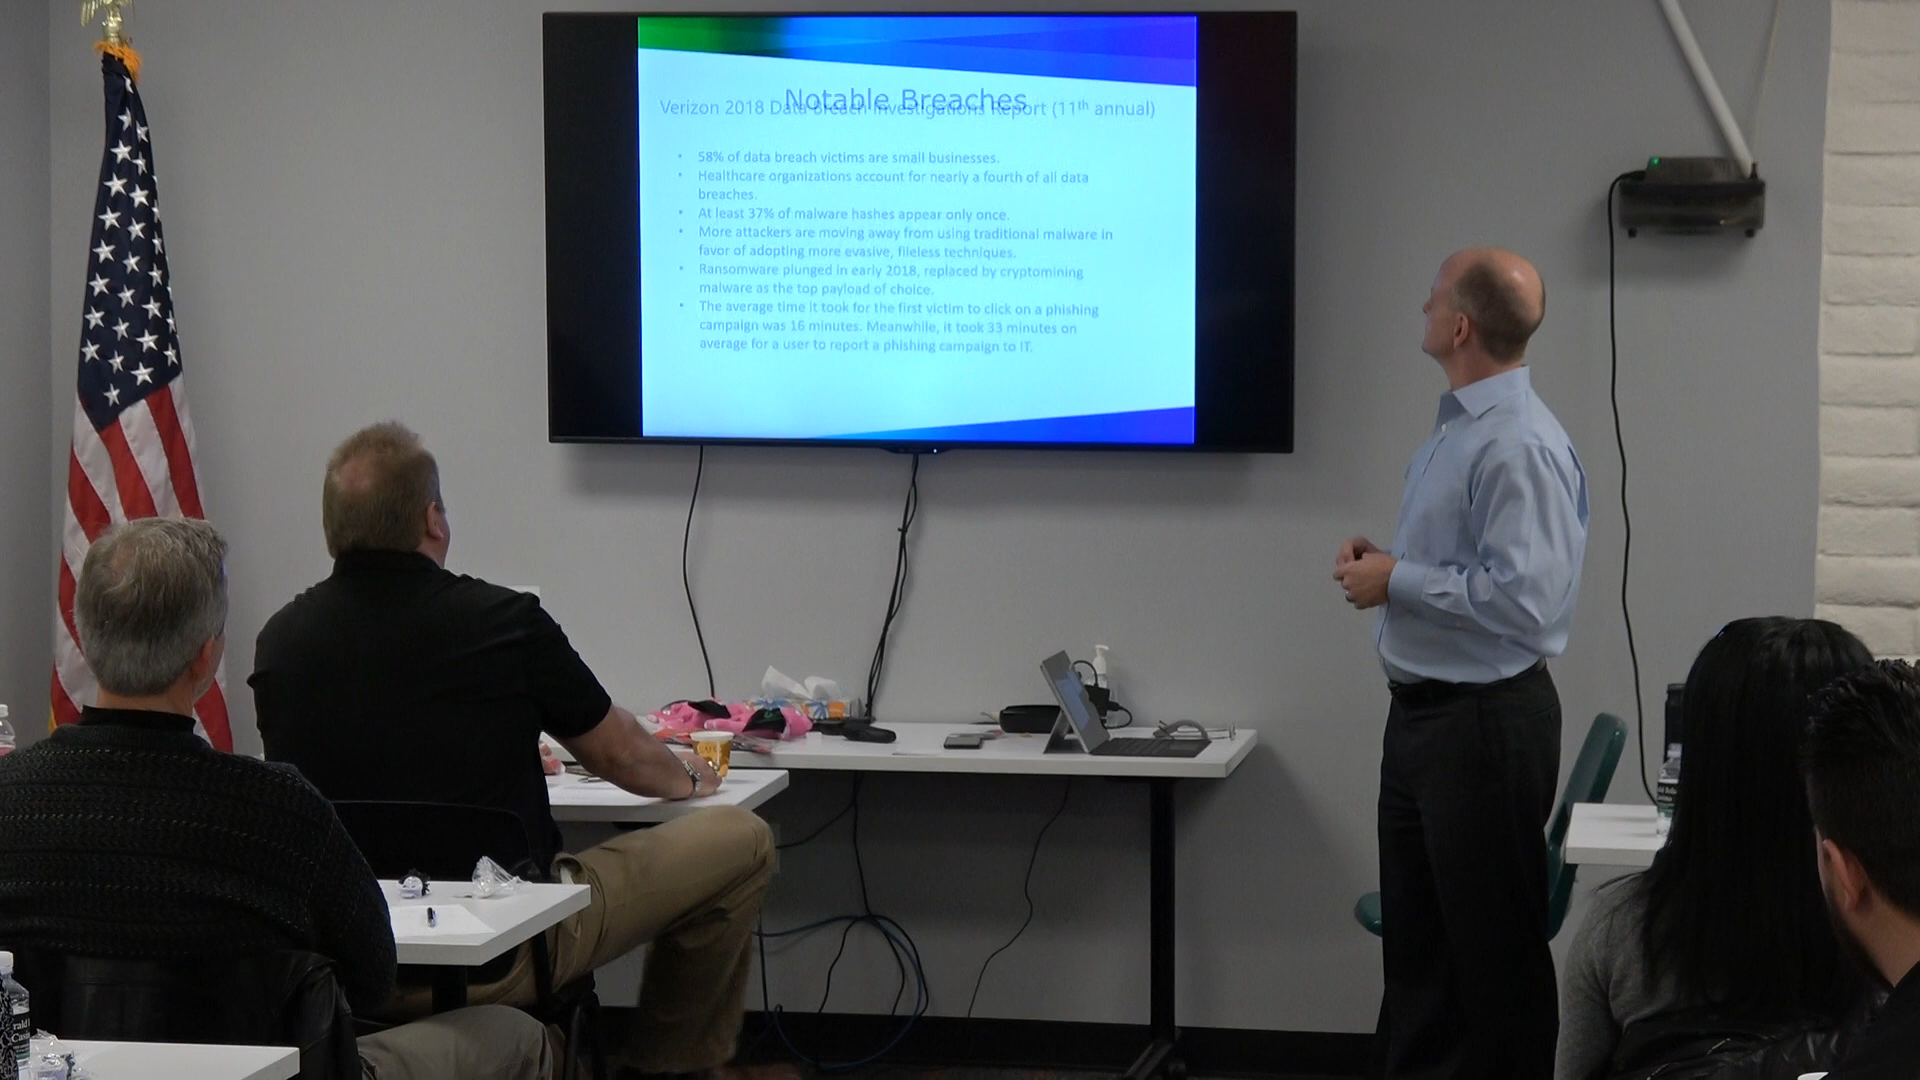 Notable Breaches
Verizon 2018 Data Breach Investigations Report (11th annual)
• 58% of data breach victims are small businesses.
• Healthcare organizations account for nearly a fourth of all data
breaches.
• At least 37% of malware hashes appear only once.
• More attackers are moving away from using traditional malware in
favor of adopting more evasive, fileless techniques.
• Ransomware plunged in early 2018, replaced by cryptomining
malware as the top payload of choice.
• The average time it took for the first victim to click on a phishing
campaign was 16 minutes. Meanwhile, it took 33 minutes on
average for a user to report a phishing campaign to IT.